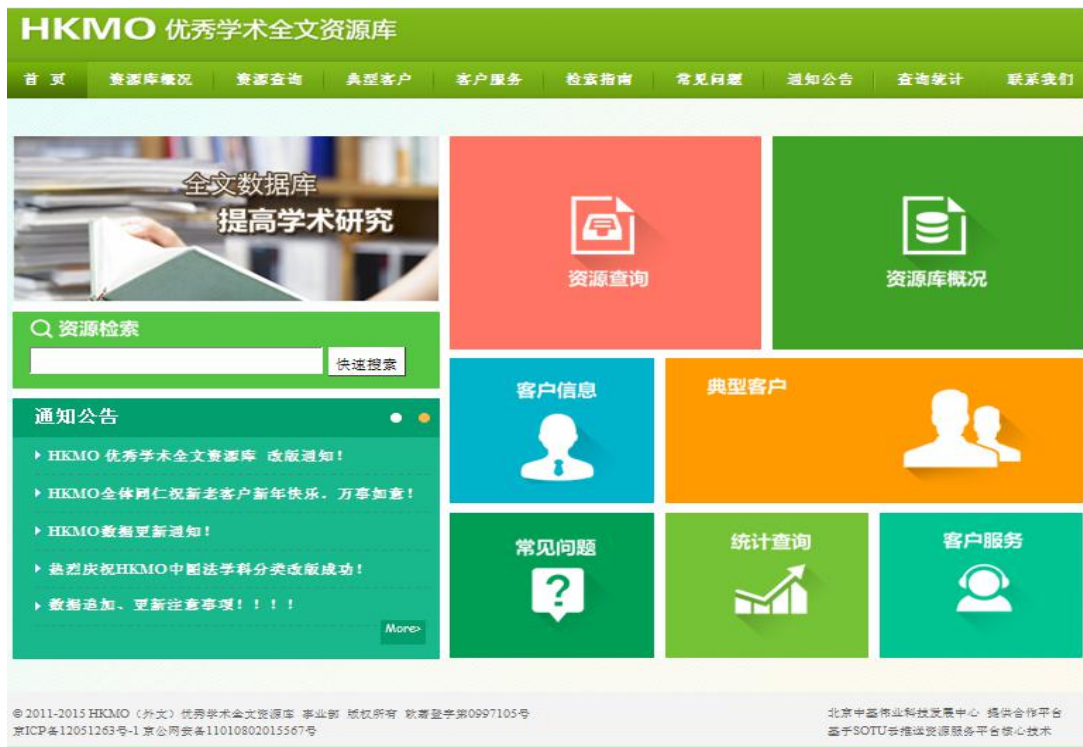 HKMO 优秀学术全文资源库
首 页 资源库概况 资源查询 典型客户 客户服务 检索指南 常见问题 通知公告 查询统计 联系我们
全文数据库
提高学术研究
资源查询
资源库概况
资源检索
快速搜索
客户信息
典型客户
通知公告
HKMO 优秀学术全文资源库 改版通知！
HKMO全体同仁祝新老客户新年快乐．万事如意！
HKMO数据更新通知！
热烈庆祝HKMO中图法学科分类改版成功！
数据追加、更新注意事项！！！！
More>
常见问题
统计查询
客户服务
©2011-2015 HKMO（外文）优秀学术全文资源库 事业部 版权所有 软著登字第0997105号
京ICP备12051263号-1 京公网安备11010802015567号
北京中基伟业科技发展中心 提供合作平台
基于SOTU云推送资源服务平台核心技术